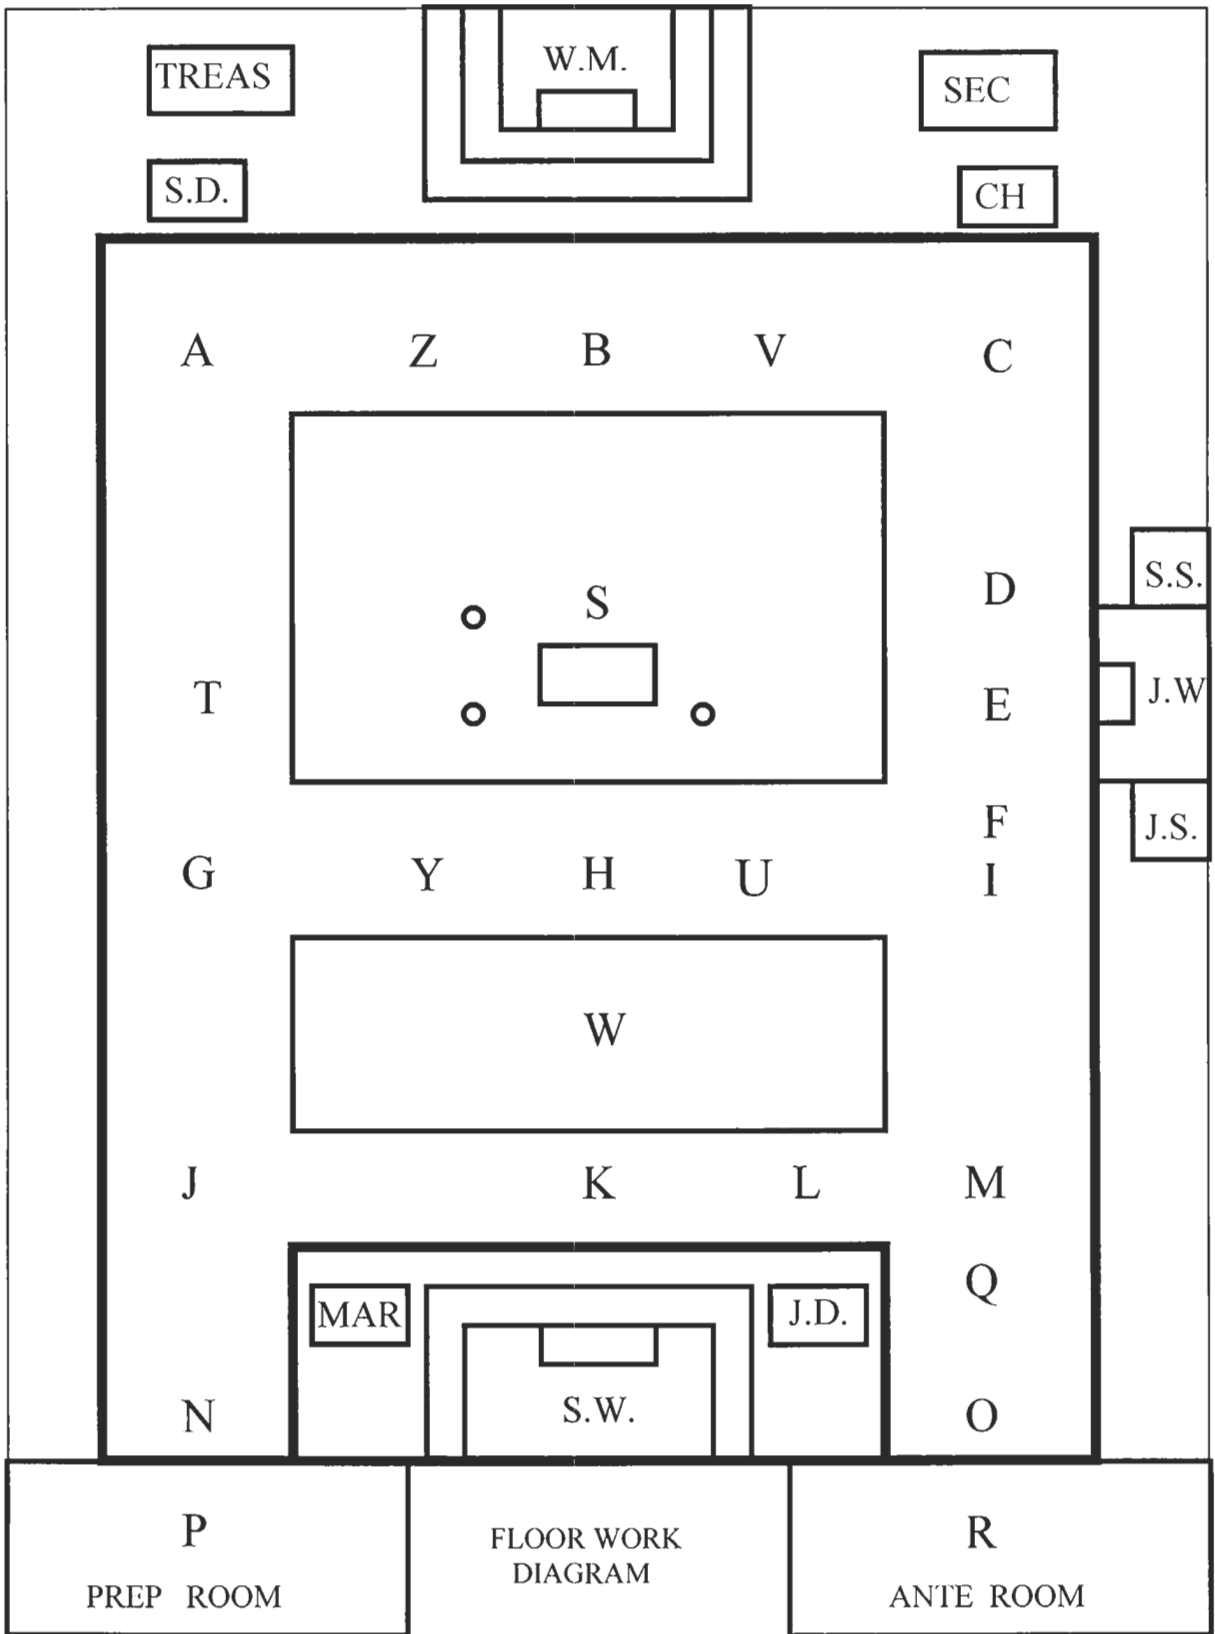 W.M.
TREAS
SEC
S.D.
CH
A Z B V C
S.S.
D
S
J.W
T
E
F
J.S.
G Y H U I
W
J K L M
Q
MAR
J.D.
S.W.
N
O
P
R
FLOOR WORK
DIAGRAM
PREP ROOM
ANTE ROOM